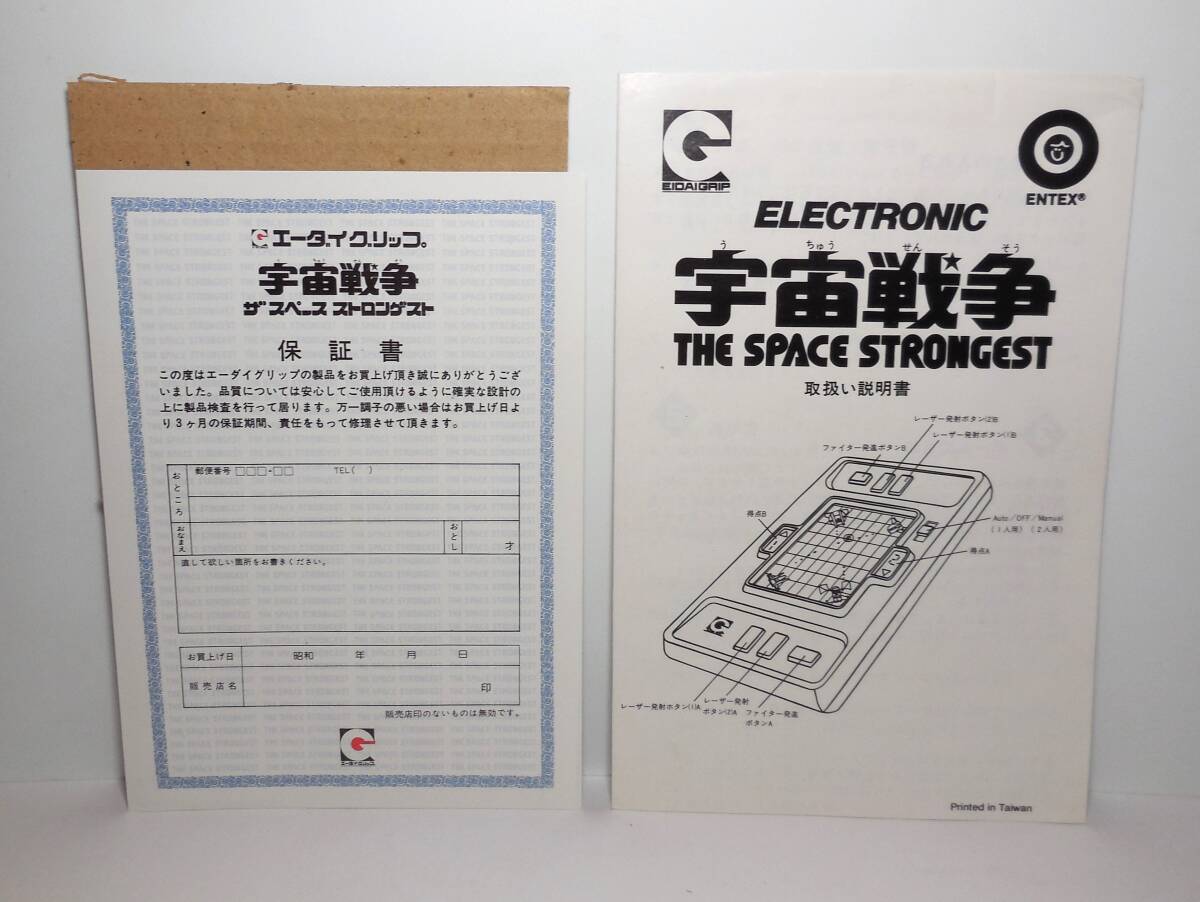 エーダイグリップ。
宇宙戦争
ザ スペース ストロンゲスト
保証書
この度はエーダイグリップの製品をお買上げ頂き誠にありがとうござ
いました。品質については安心してご使用頂けるように確実な設計の
上に製品検査を行って居ります。万一調子の悪い場合はお買上げ日よ
り3ヶ月の保証期間、責任をもって修理させて頂きます。
おところ
郵便番号 □□□-□□ TEL( )
おなまえ
おとし
才
直して欲しい箇所をお書きください。
お買上げ日 昭和 年 月 日
販売店名 印
販売店印のないものは無効です。
エーダイグリップ
EIDAIGRIP
ENTEX®
ELECTRONIC
う ちゅう せん そう
宇宙戦争
THE SPACE STRONGEST
取扱い説明書
レーザー発射ボタン(2)B
レーザー発射ボタン(1)B
ファイター発進ボタンB
得点B
Auto/OFF/Manual
(1人用) (2人用)
得点A
レーザー発射ボタン(1)A
レーザー発射
ボタン(2)A
ファイター発進
ボタンA
Printed in Taiwan